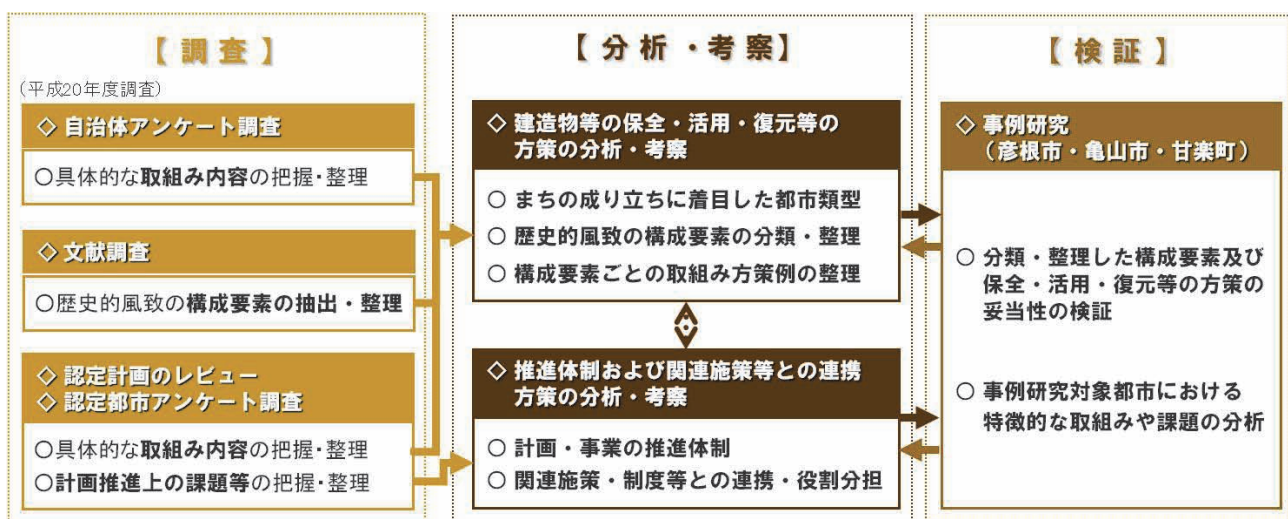 【 調 査 】
(平成20年度調査)
◇ 自治体アンケート調査
○具体的な取組み内容の把握・整理
◇ 文献調査
○歴史的風致の構成要素の抽出・整理
◇ 認定計画のレビュー
◇ 認定都市アンケート調査
○具体的な取組み内容の把握・整理
○計画推進上の課題等の把握・整理
【 分 析 ・考 察】
◇ 建造物等の保全・活用・復元等の
方策の分析・考察
○ まちの成り立ちに着目した都市類型
○ 歴史的風致の構成要素の分類・整理
○ 構成要素ごとの取組み方策例の整理
◇ 推進体制および関連施策等との連携
方策の分析・考察
○ 計画・事業の推進体制
○ 関連施策・制度等との連携・役割分担
【 検 証 】
◇ 事例研究
(彦根市・亀山市・甘楽町)
○ 分類・整理した構成要素及び
保全・活用・復元等の方策の
妥当性の検証
○ 事例研究対象都市における
特徴的な取組みや課題の分析